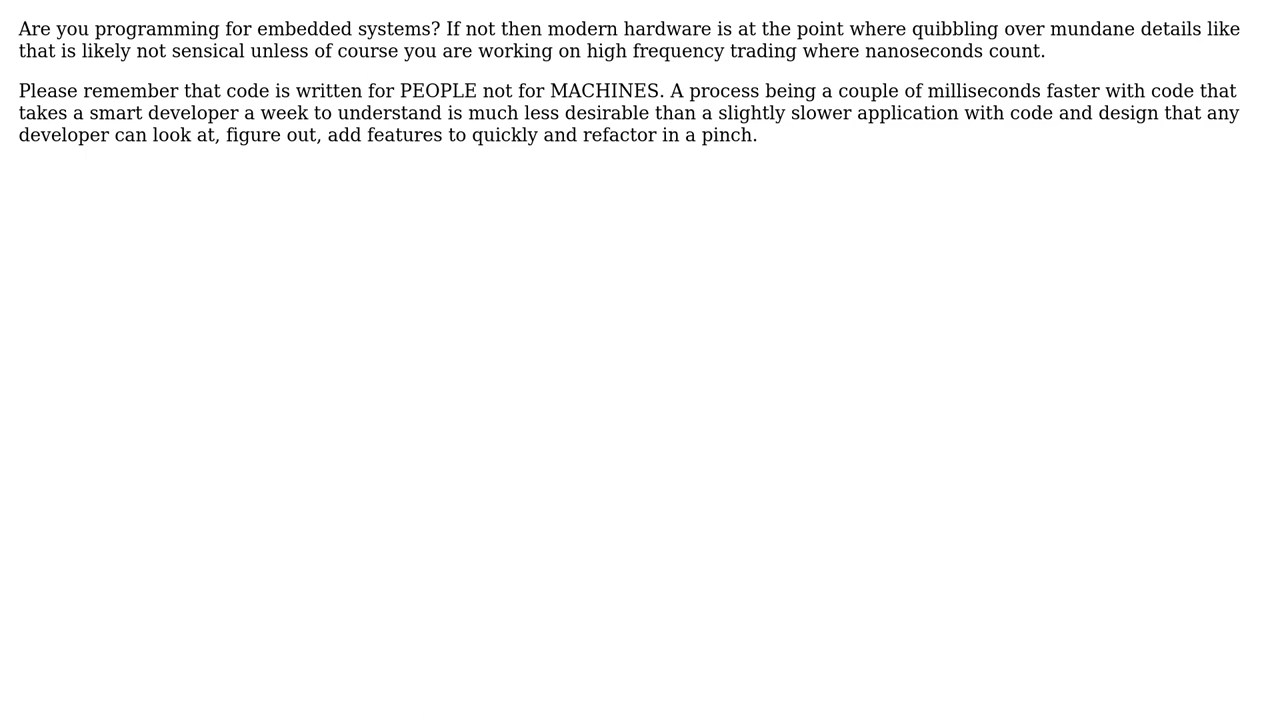 Are you programming for embedded systems? If not then modern hardware is at the point where quibbling over mundane details like
that is likely not sensical unless of course you are working on high frequency trading where nanoseconds count.
Please remember that code is written for PEOPLE not for MACHINES. A process being a couple of milliseconds faster with code that
takes a smart developer a week to understand is much less desirable than a slightly slower application with code and design that any
developer can look at, figure out, add features to quickly and refactor in a pinch.